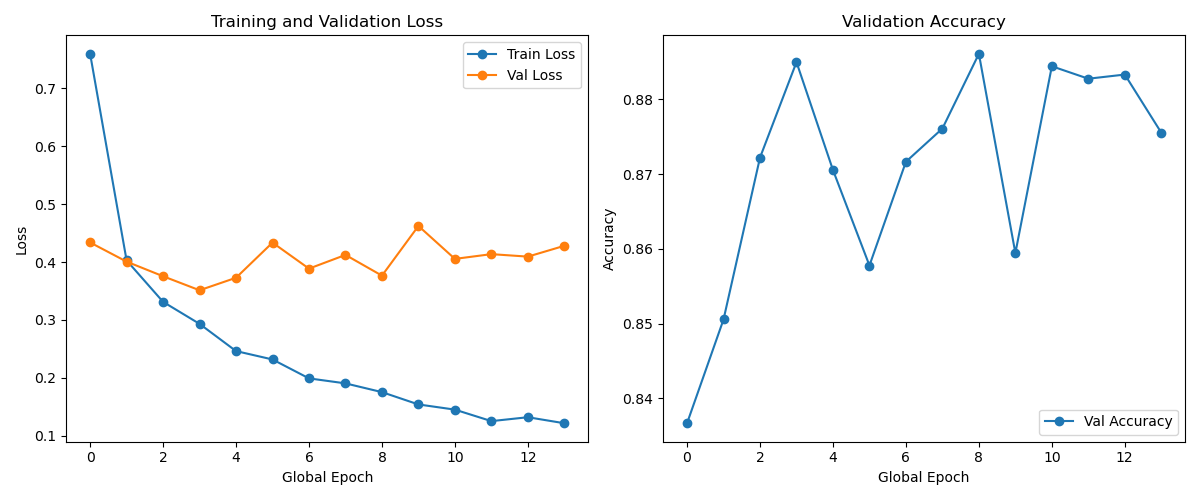 Training and Validation Loss
Train Loss
Val Loss
0.7
0.6
0.5
0.4
0.3
0.2
0.1
Loss
0 2 4 6 8 10 12
Global Epoch
Validation Accuracy
0.88
0.87
0.86
0.85
0.84
Accuracy
Val Accuracy
0 2 4 6 8 10 12
Global Epoch